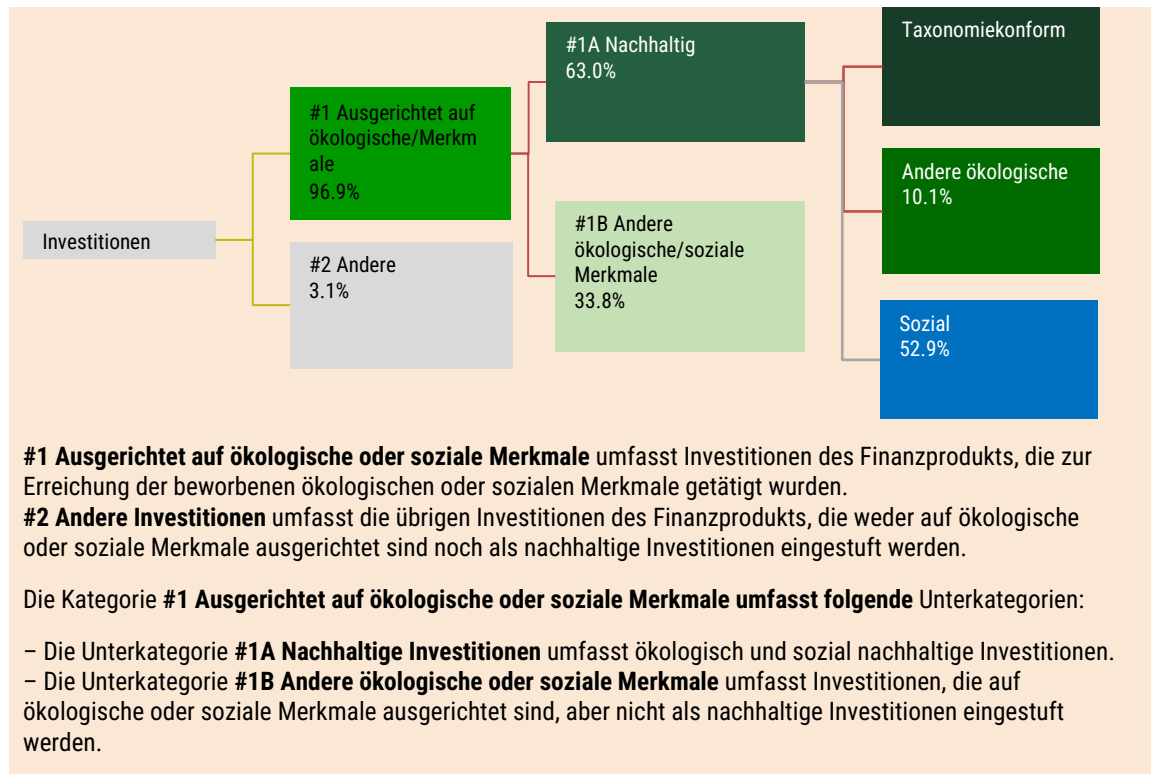 Investitionen
#1 Ausgerichtet auf
ökologische/Merkm
ale
96.9%
#2 Andere
3.1%
#1A Nachhaltig
63.0%
#1B Andere
ökologische/soziale
Merkmale
33.8%
Taxonomiekonform
Andere ökologische
10.1%
Sozial
52.9%
#1 Ausgerichtet auf ökologische oder soziale Merkmale umfasst Investitionen des Finanzprodukts, die zur
Erreichung der beworbenen ökologischen oder sozialen Merkmale getätigt wurden.
#2 Andere Investitionen umfasst die übrigen Investitionen des Finanzprodukts, die weder auf ökologische
oder soziale Merkmale ausgerichtet sind noch als nachhaltige Investitionen eingestuft werden.
Die Kategorie #1 Ausgerichtet auf ökologische oder soziale Merkmale umfasst folgende Unterkategorien:
– Die Unterkategorie #1A Nachhaltige Investitionen umfasst ökologisch und sozial nachhaltige Investitionen.
– Die Unterkategorie #1B Andere ökologische oder soziale Merkmale umfasst Investitionen, die auf
ökologische oder soziale Merkmale ausgerichtet sind, aber nicht als nachhaltige Investitionen eingestuft
werden.